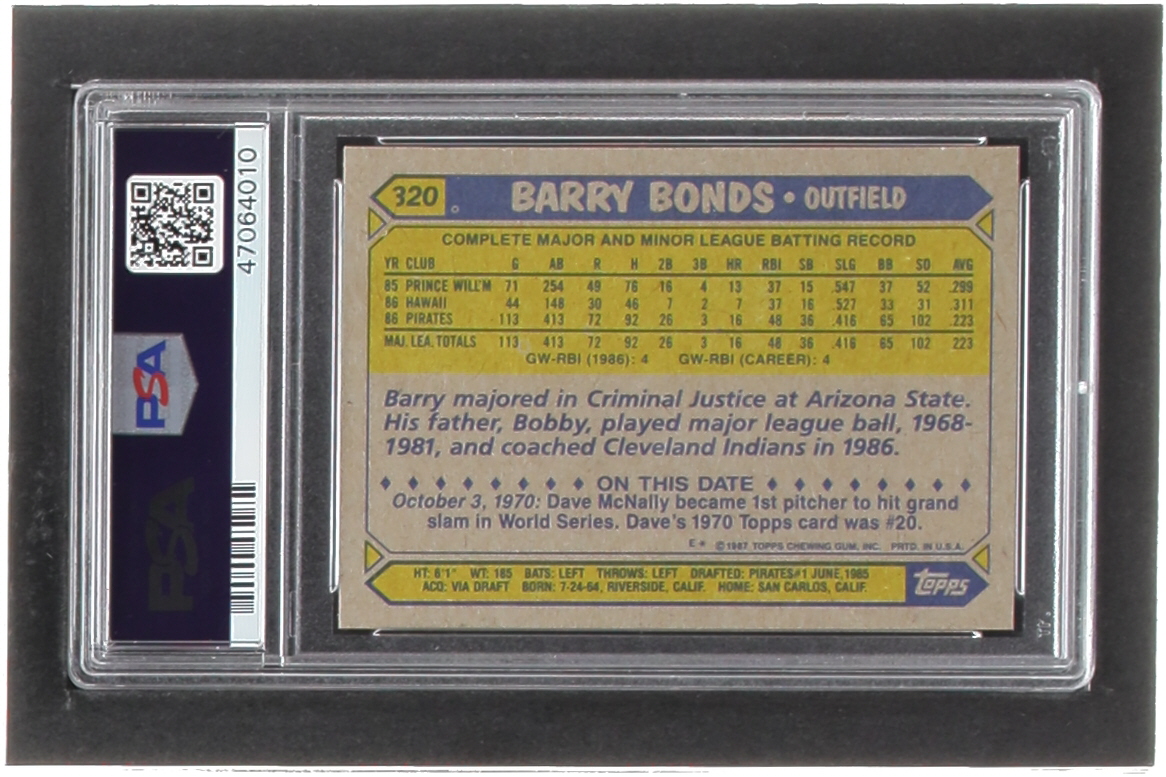 320 BARRY BONDS • OUTFIELD
COMPLETE MAJOR AND MINOR LEAGUE BATTING RECORD
YR CLUB G AB R H 2B 3B HR RBI SB SLG BB SO AVG
85 PRINCE WILL'M 71 254 49 76 16 4 13 37 15 .547 37 52 .299
86 HAWAII 44 148 30 46 7 2 7 37 16 .527 33 31 .311
86 PIRATES 113 413 72 92 26 3 16 48 36 .416 65 102 .223
MAJ. LEA. TOTALS 113 413 72 92 26 3 16 48 36 .416 65 102 .223
GW-RBI (1986): 4 GW-RBI (CAREER): 4
Barry majored in Criminal Justice at Arizona State.
His father, Bobby, played major league ball, 1968-
1981, and coached Cleveland Indians in 1986.
ON THIS DATE
October 3, 1970: Dave McNally became 1st pitcher to hit grand
slam in World Series. Dave's 1970 Topps card was #20.
E* ©1987 TOPPS CHEWING GUM, INC. PRTD. IN U.S.A.
HT: 6'1" WT: 185 BATS: LEFT THROWS: LEFT DRAFTED: PIRATES#1 JUNE, 1985
ACQ: VIA DRAFT BORN: 7-24-64, RIVERSIDE, CALIF. HOME: SAN CARLOS, CALIF.
topps
47064010
PSA
PSA